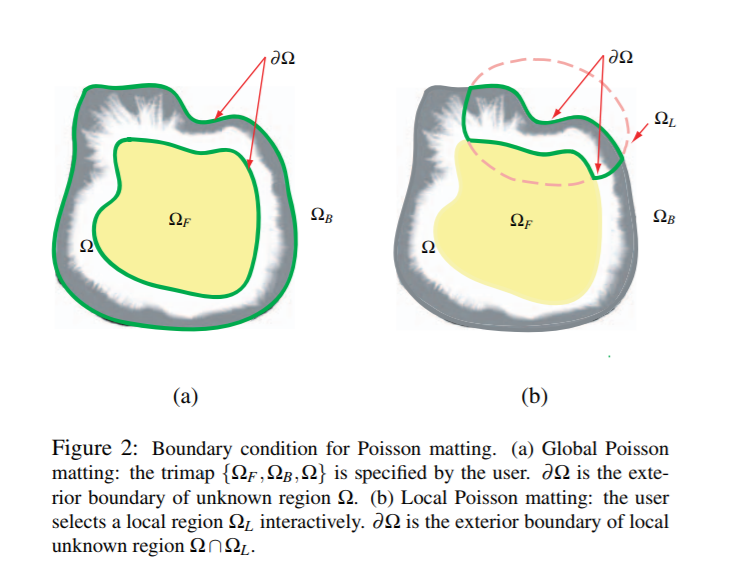 ∂Ω ∂Ω
Ω_L
Ω_F Ω_B Ω_F Ω_B
Ω Ω
(a) (b)
Figure 2: Boundary condition for Poisson matting. (a) Global Poisson
matting: the trimap {Ω_F,Ω_B,Ω} is specified by the user. ∂Ω is the exte-
rior boundary of unknown region Ω. (b) Local Poisson matting: the user
selects a local region Ω_L interactively. ∂Ω is the exterior boundary of local
unknown region Ω∩Ω_L.